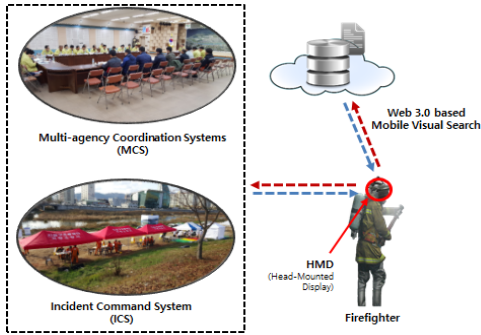 Multi-agency Coordination Systems
(MCS)
Web 3.0 based
Mobile Visual Search
Incident Command System
(ICS)
HMD
(Head-Mounted
Display)
Firefighter